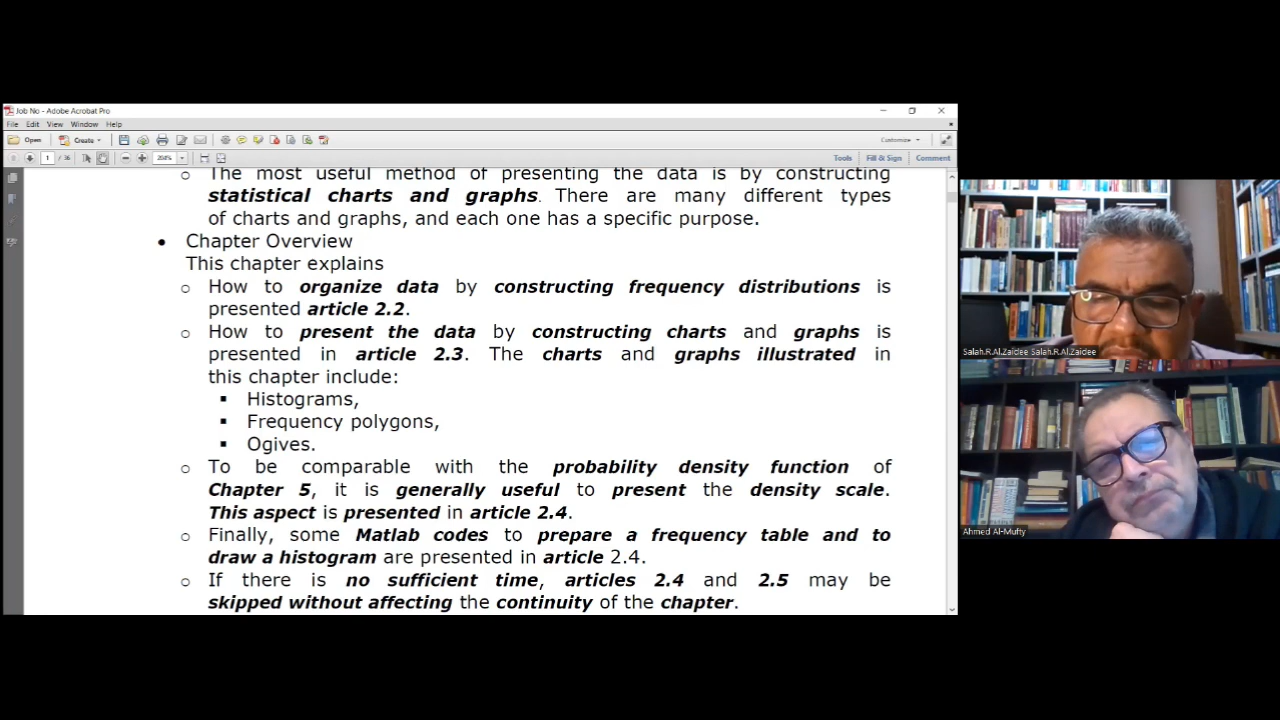 Job No - Adobe Acrobat Pro
File Edit View Window Help
Open Create Customize
1 / 36 204% Tools Fill & Sign Comment
o The most useful method of presenting the data is by constructing
statistical charts and graphs. There are many different types
of charts and graphs, and each one has a specific purpose.
• Chapter Overview
This chapter explains
o How to organize data by constructing frequency distributions is
presented article 2.2.
o How to present the data by constructing charts and graphs is
presented in article 2.3. The charts and graphs illustrated in
this chapter include:
▪ Histograms,
▪ Frequency polygons,
▪ Ogives.
o To be comparable with the probability density function of
Chapter 5, it is generally useful to present the density scale.
This aspect is presented in article 2.4.
o Finally, some Matlab codes to prepare a frequency table and to
draw a histogram are presented in article 2.4.
o If there is no sufficient time, articles 2.4 and 2.5 may be
skipped without affecting the continuity of the chapter.
Salah.R.Al.Zaidee Salah.R.Al.Zaidee
Ahmed Al-Mufty